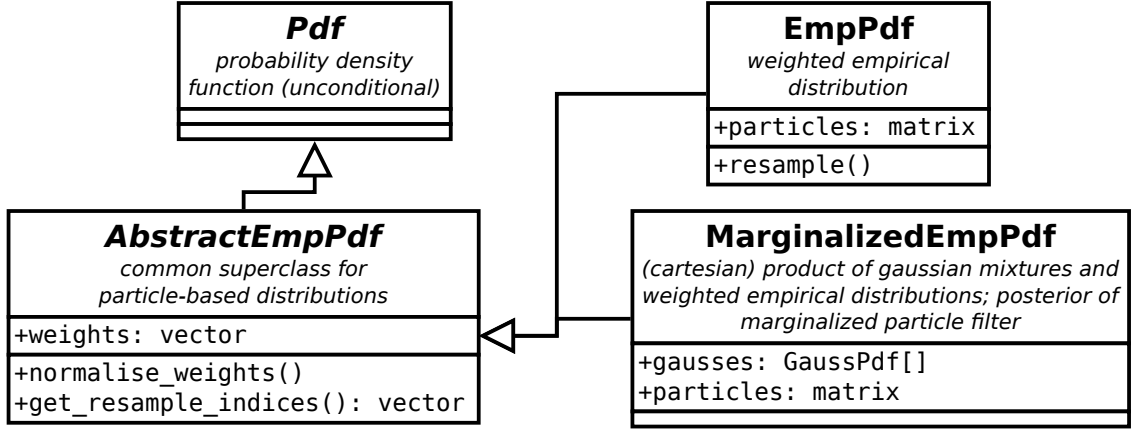 Pdf
probability density
function (unconditional)
EmpPdf
weighted empirical
distribution
+particles: matrix
+resample()
AbstractEmpPdf
common superclass for
particle-based distributions
+weights: vector
+normalise_weights()
+get_resample_indices(): vector
MarginalizedEmpPdf
(cartesian) product of gaussian mixtures and
weighted empirical distributions; posterior of
marginalized particle filter
+gausses: GaussPdf[]
+particles: matrix